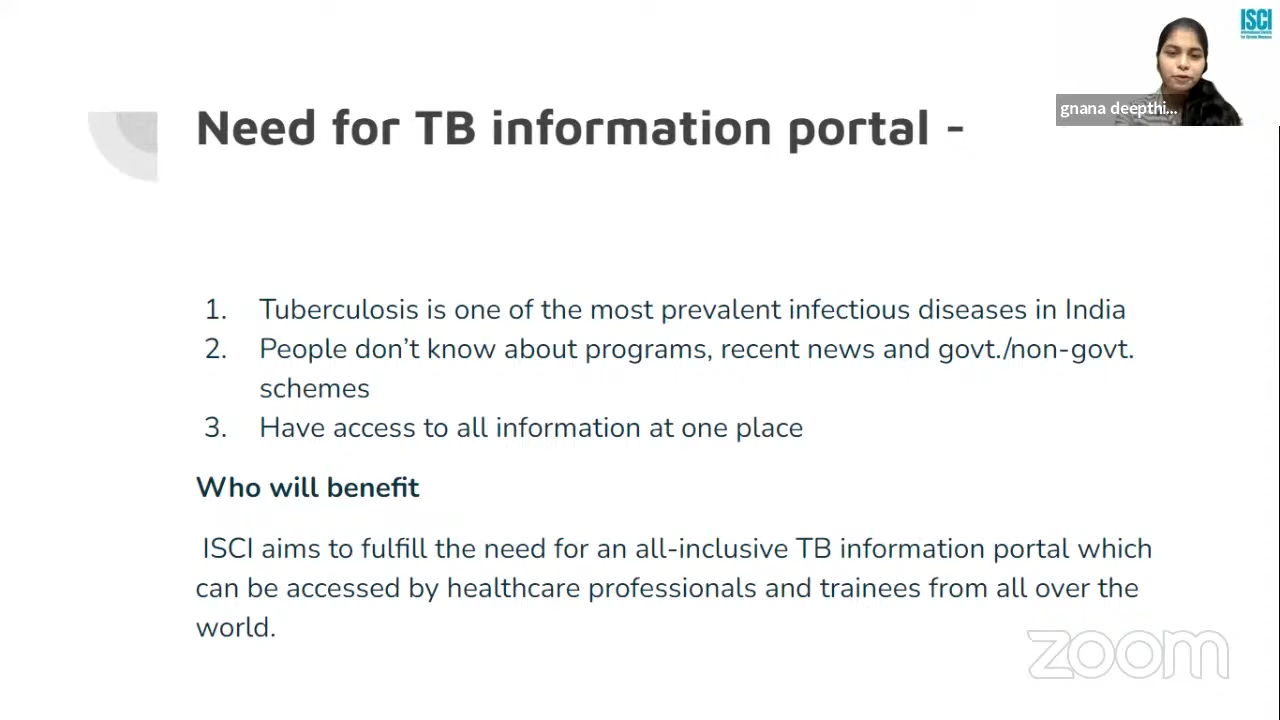 ISCI
gnana deepthi...
Need for TB information portal -
1. Tuberculosis is one of the most prevalent infectious diseases in India
2. People don't know about programs, recent news and govt./non-govt.
schemes
3. Have access to all information at one place
Who will benefit
ISCI aims to fulfill the need for an all-inclusive TB information portal which
can be accessed by healthcare professionals and trainees from all over the
world.
zoom